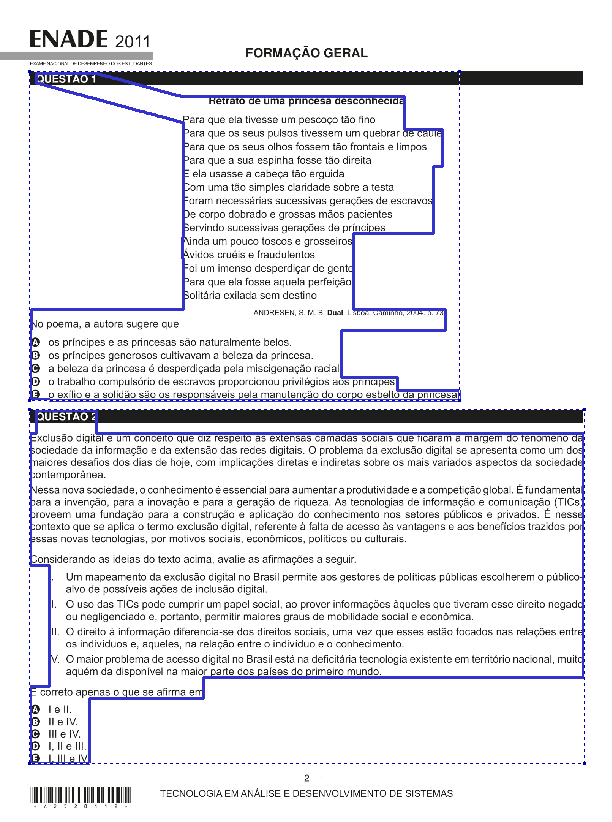 ENADE 2011
EXAME NACIONAL DE DESEMPENHO DOS ESTUDANTES
FORMAÇÃO GERAL
QUESTÃO 1
Retrato de uma princesa desconhecida
Para que ela tivesse um pescoço tão fino
Para que os seus pulsos tivessem um quebrar de caule
Para que os seus olhos fossem tão frontais e limpos
Para que a sua espinha fosse tão direita
E ela usasse a cabeça tão erguida
Com uma tão simples claridade sobre a testa
Foram necessárias sucessivas gerações de escravos
De corpo dobrado e grossas mãos pacientes
Servindo sucessivas gerações de príncipes
Ainda um pouco toscos e grosseiros
Ávidos cruéis e fraudulentos
Foi um imenso desperdiçar de gente
Para que ela fosse aquela perfeição
Solitária exilada sem destino
ANDRESEN, S. M. B. Dual. Lisboa: Caminho, 2004. p. 73.
No poema, a autora sugere que
A os príncipes e as princesas são naturalmente belos.
B os príncipes generosos cultivavam a beleza da princesa.
C a beleza da princesa é desperdiçada pela miscigenação racial.
D o trabalho compulsório de escravos proporcionou privilégios aos príncipes.
E o exílio e a solidão são os responsáveis pela manutenção do corpo esbelto da princesa.
QUESTÃO 2
Exclusão digital é um conceito que diz respeito às extensas camadas sociais que ficaram à margem do fenômeno da
sociedade da informação e da extensão das redes digitais. O problema da exclusão digital se apresenta como um dos
maiores desafios dos dias de hoje, com implicações diretas e indiretas sobre os mais variados aspectos da sociedade
contemporânea.
Nessa nova sociedade, o conhecimento é essencial para aumentar a produtividade e a competição global. É fundamental
para a invenção, para a inovação e para a geração de riqueza. As tecnologias de informação e comunicação (TICs)
proveem uma fundação para a construção e aplicação do conhecimento nos setores públicos e privados. É nesse
contexto que se aplica o termo exclusão digital, referente à falta de acesso às vantagens e aos benefícios trazidos por
essas novas tecnologias, por motivos sociais, econômicos, políticos ou culturais.
Considerando as ideias do texto acima, avalie as afirmações a seguir.
I. Um mapeamento da exclusão digital no Brasil permite aos gestores de políticas públicas escolherem o público-
alvo de possíveis ações de inclusão digital.
II. O uso das TICs pode cumprir um papel social, ao prover informações àqueles que tiveram esse direito negado
ou negligenciado e, portanto, permitir maiores graus de mobilidade social e econômica.
III. O direito à informação diferencia-se dos direitos sociais, uma vez que esses estão focados nas relações entre
os indivíduos e, aqueles, na relação entre o indivíduo e o conhecimento.
IV. O maior problema de acesso digital no Brasil está na deficitária tecnologia existente em território nacional, muito
aquém da disponível na maior parte dos países do primeiro mundo.
É correto apenas o que se afirma em
A I e II.
B II e IV.
C III e IV.
D I, II e III.
E I, III e IV.
2
TECNOLOGIA EM ANÁLISE E DESENVOLVIMENTO DE SISTEMAS